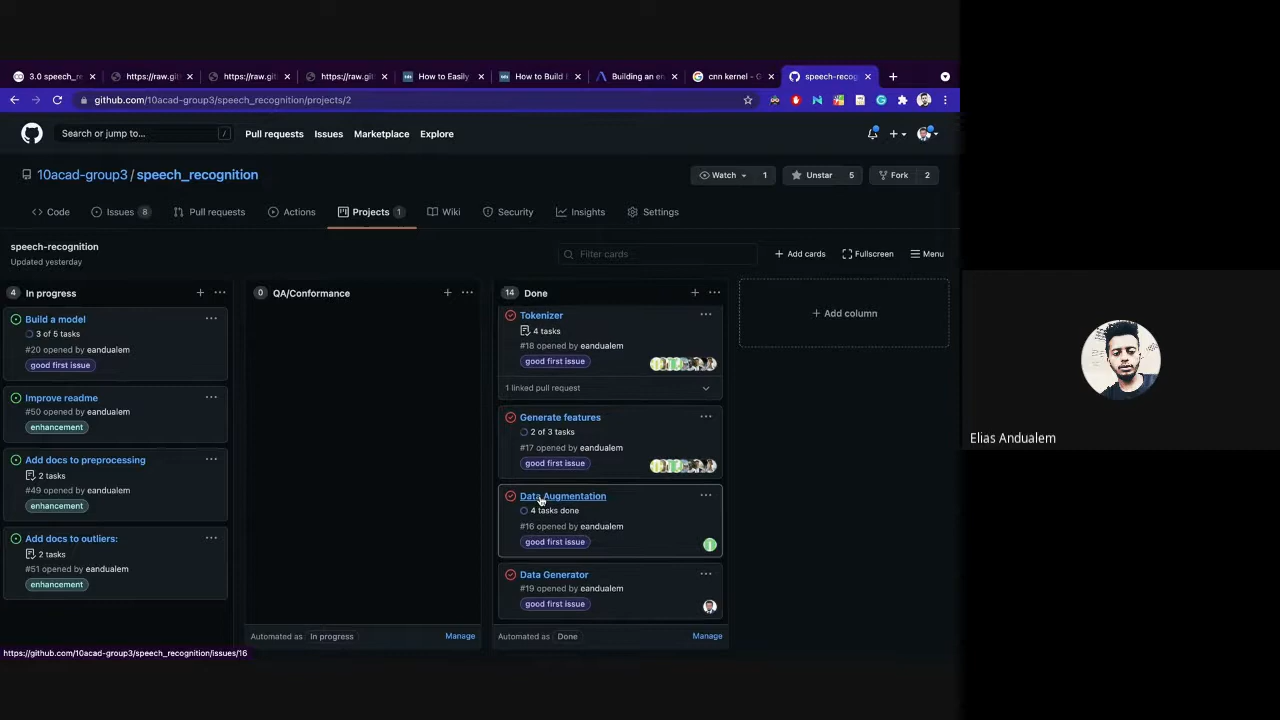 3.0 speech_re
https://raw.git
https://raw.git
https://raw.git
How to Easily
How to Build E
Building an en
cnn kernel - G
speech-recog
github.com/10acad-group3/speech_recognition/projects/2
Search or jump to... /
Pull requests Issues Marketplace Explore
10acad-group3 / speech_recognition
Watch 1
Unstar 5
Fork 2
Code
Issues 8
Pull requests
Actions
Projects 1
Wiki
Security
Insights
Settings
speech-recognition
Updated yesterday
Filter cards
Add cards
Fullscreen
Menu
4 In progress
Build a model
3 of 5 tasks
#20 opened by eandualem
good first issue
Improve readme
#50 opened by eandualem
enhancement
Add docs to preprocessing
2 tasks
#49 opened by eandualem
enhancement
Add docs to outliers:
2 tasks
#51 opened by eandualem
enhancement
0 QA/Conformance
Automated as In progress Manage
14 Done
Tokenizer
4 tasks
#18 opened by eandualem
good first issue
1 linked pull request
Generate features
2 of 3 tasks
#17 opened by eandualem
good first issue
Data Augmentation
4 tasks done
#16 opened by eandualem
good first issue
Data Generator
#19 opened by eandualem
good first issue
Automated as Done Manage
Add column
https://github.com/10acad-group3/speech_recognition/issues/16
Elias Andualem